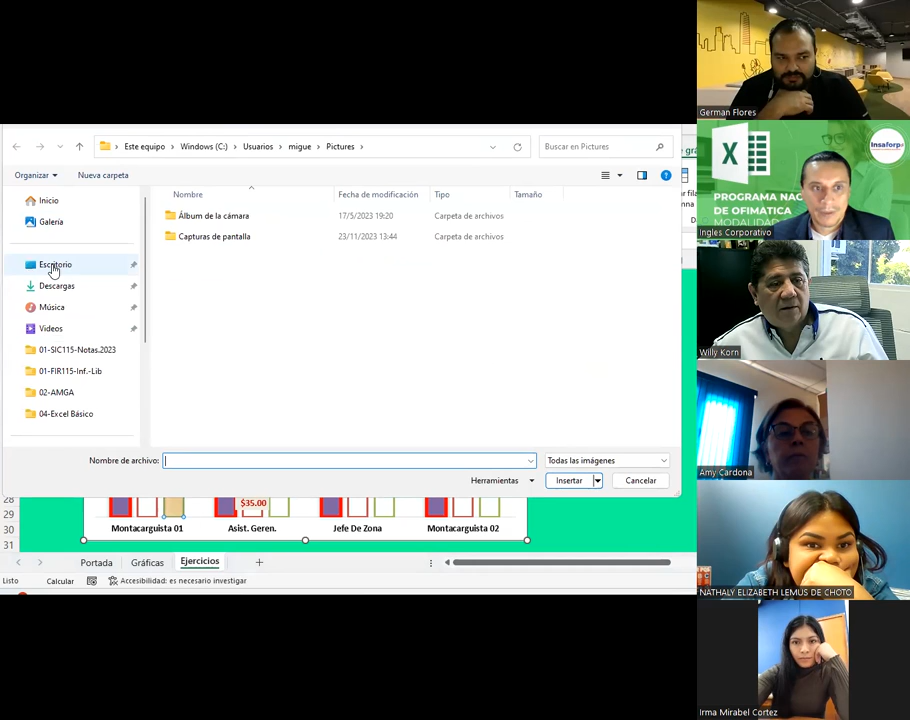 Este equipo > Windows (C:) > Usuarios > migue > Pictures >
Buscar en Pictures
Organizar
Nueva carpeta
Inicio
Galería
Escritorio
Descargas
Música
Videos
01-SIC115-Notas.2023
01-FIR115-Inf.-Lib
02-AMGA
04-Excel Básico
Nombre
Fecha de modificación
Tipo
Tamaño
Álbum de la cámara
17/5/2023 19:20
Carpeta de archivos
Capturas de pantalla
23/11/2023 13:44
Carpeta de archivos
Nombre de archivo:
Todas las imágenes
Herramientas
Insertar
Cancelar
28
29
30
31
$35.00
Montacarguista 01
Asist. Geren.
Jefe De Zona
Montacarguista 02
Portada
Gráficas
Ejercicios
Listo
Calcular
Accesibilidad: es necesario investigar
German Flores
X
Insaforp
PROGRAMA NAC
DE OFIMATICA
MODALIDAD
Ingles Corporativo
Willy Korn
Amy Cardona
NATHALY ELIZABETH LEMUS DE CHOTO
Irma Mirabel Cortez